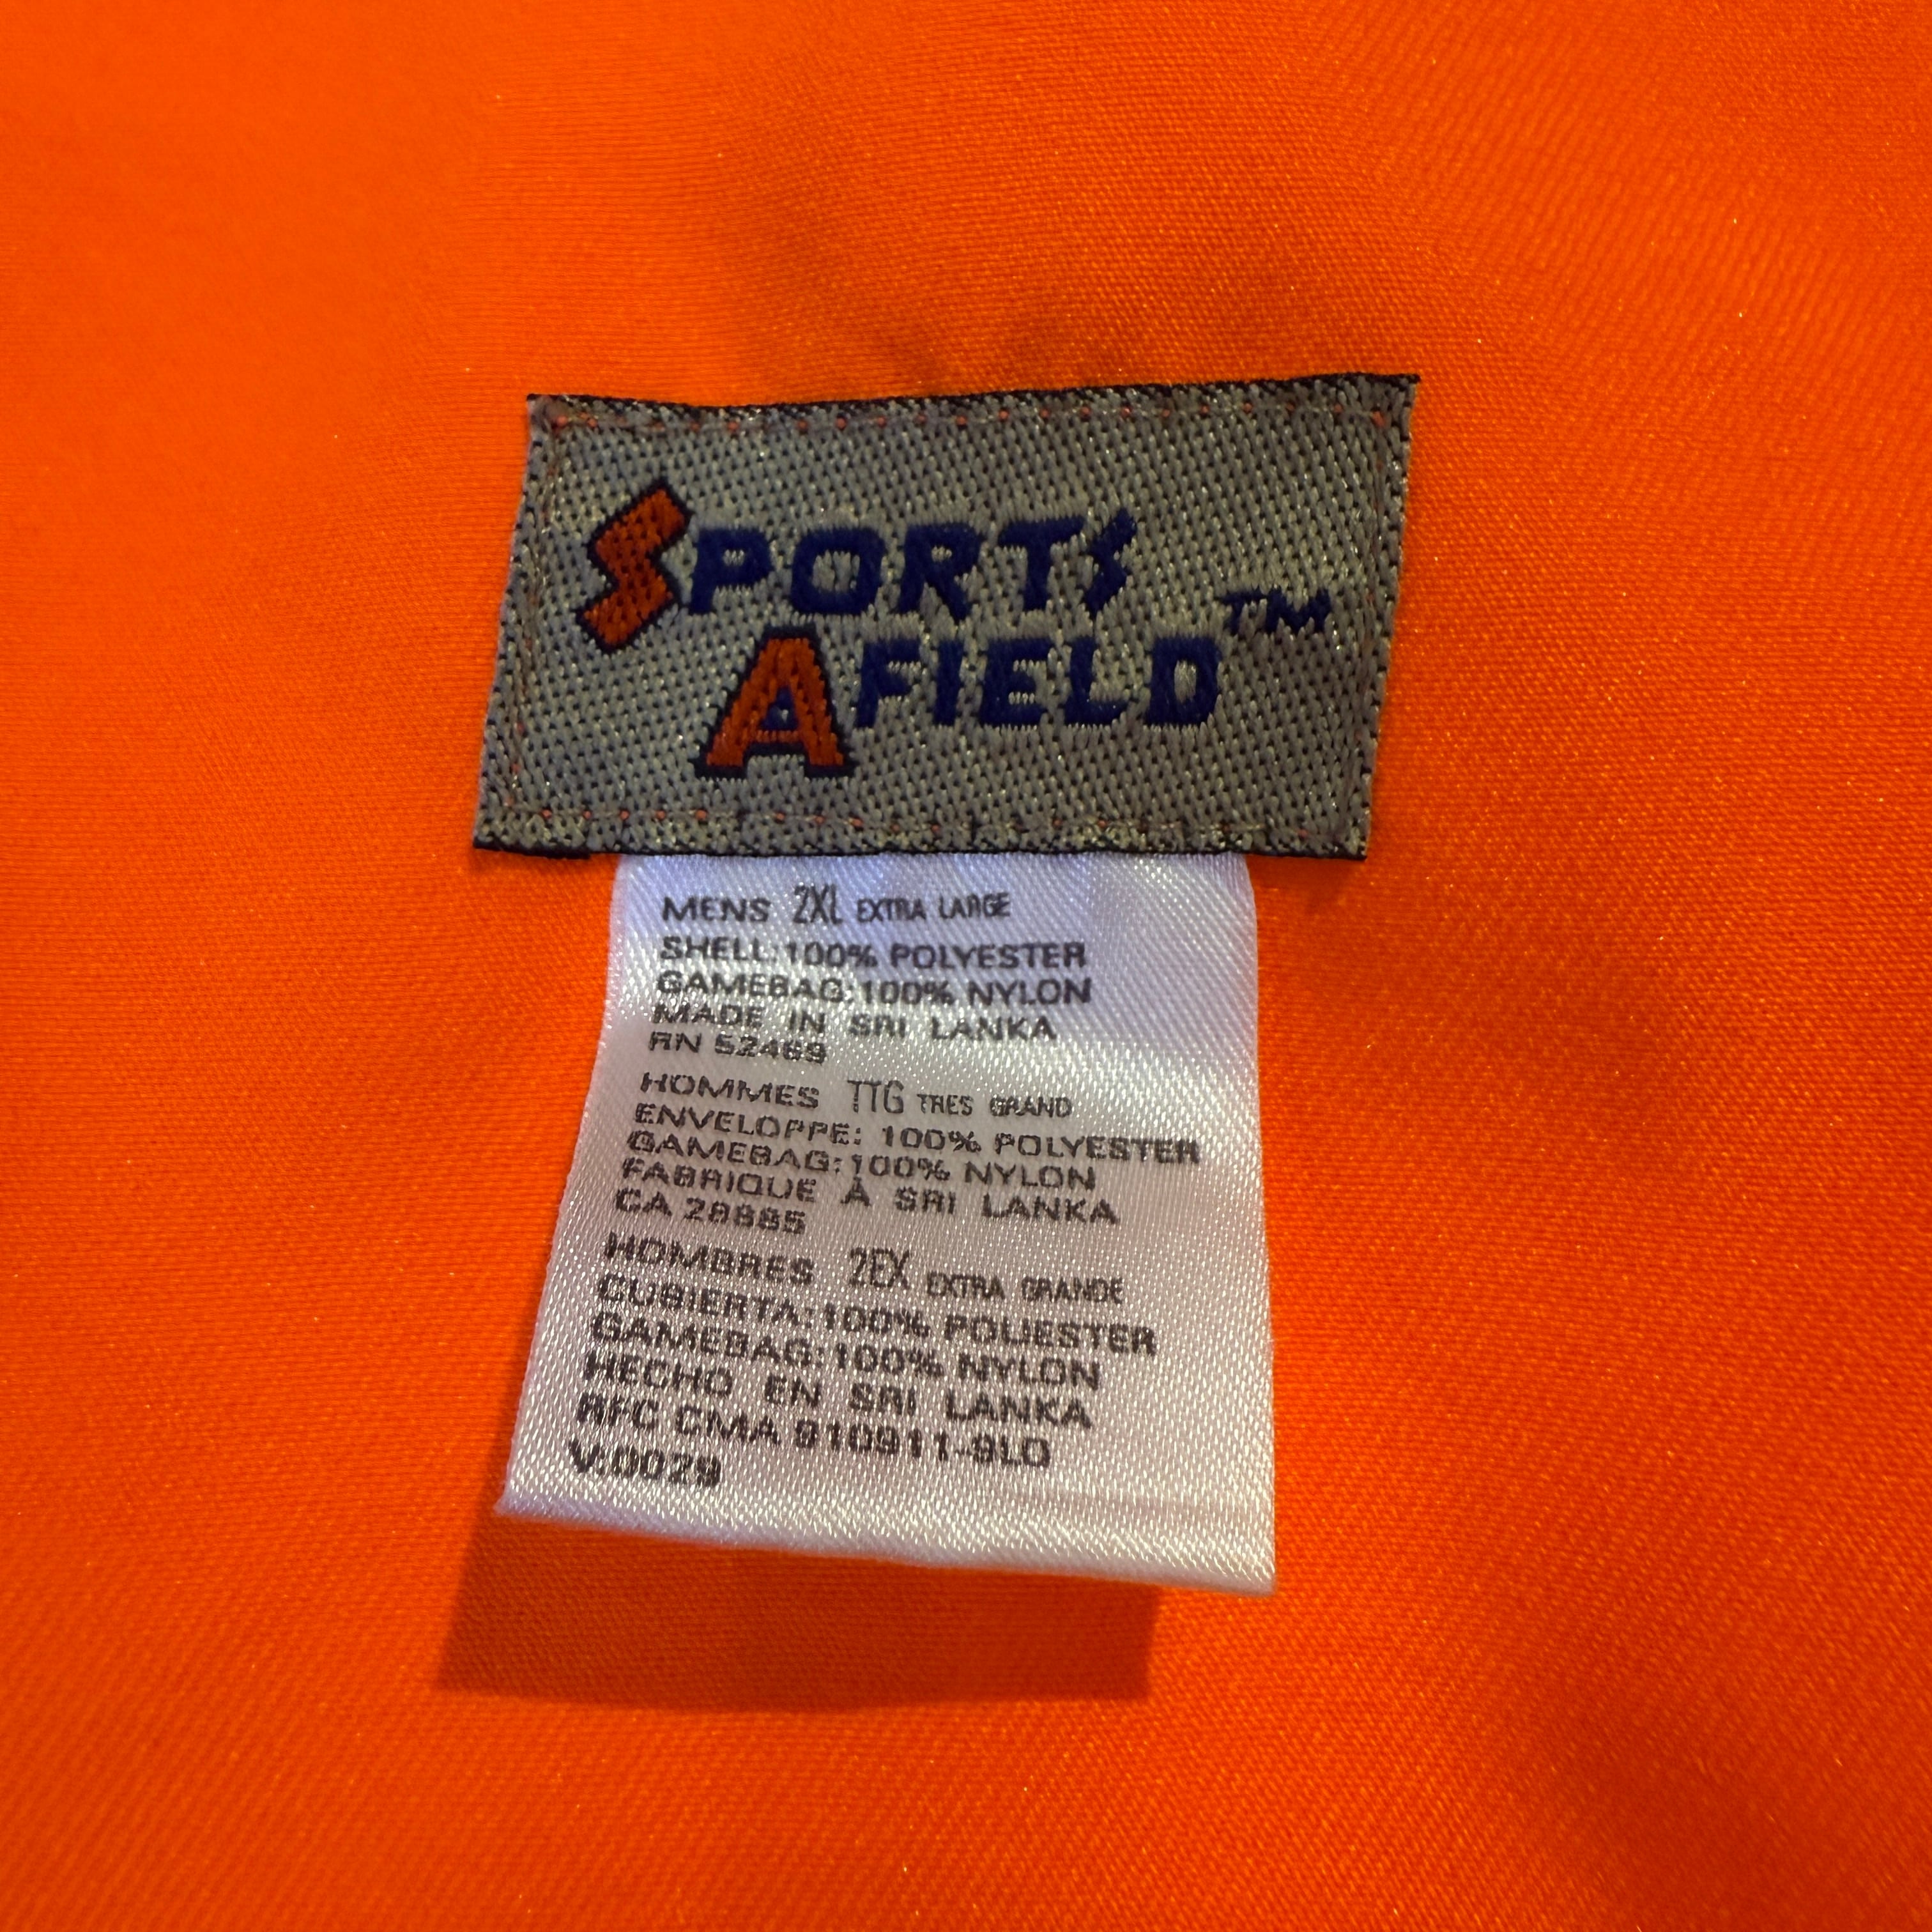 SPORTS
AFIELD™
MENS 2XL EXTRA LARGE
SHELL:100% POLYESTER
GAMEBAG:100% NYLON
MADE IN SRI LANKA
RN 52469
HOMMES TTG TRES GRAND
ENVELOPPE: 100% POLYESTER
GAMEBAG:100% NYLON
FABRIQUE À SRI LANKA
CA 28885
HOMBRES 2EX EXTRA GRANDE
CUBIERTA:100% POLIESTER
GAMEBAG:100% NYLON
HECHO EN SRI LANKA
RFC CMA 910911-9L0
V:0029